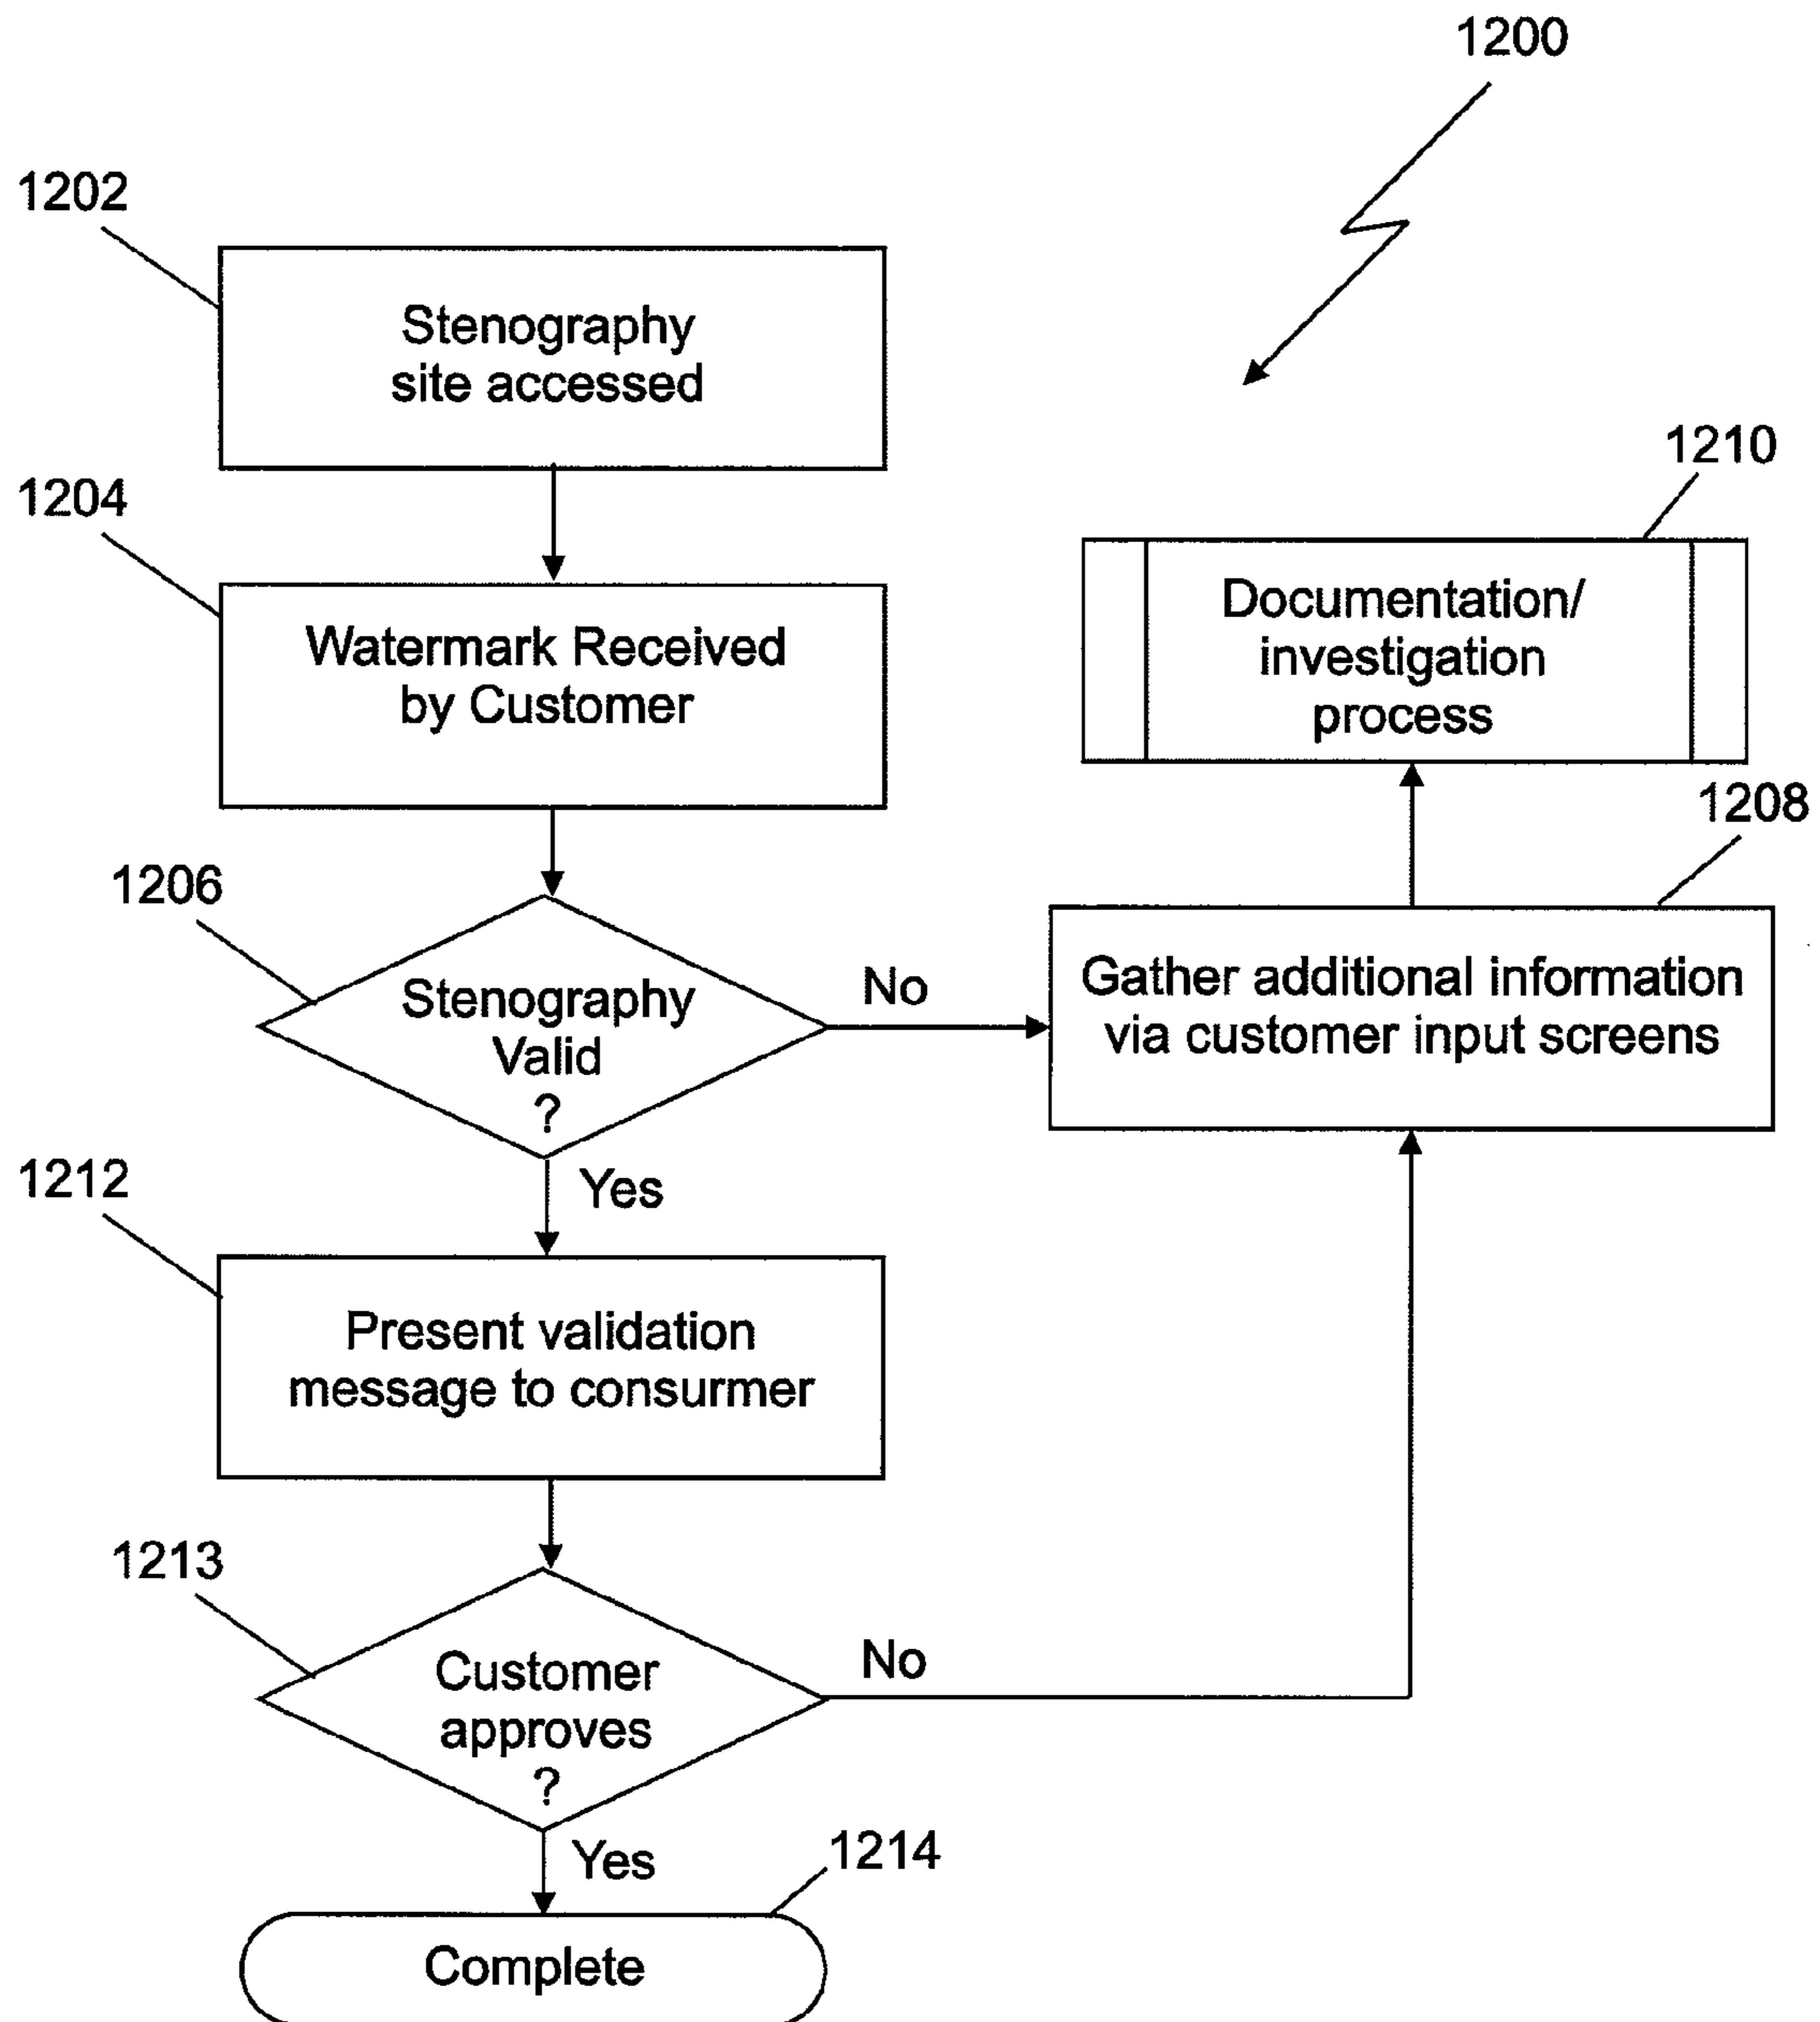 1200
1202
Stenography
site accessed
1204
Watermark Received
by Customer
1210
Documentation/
investigation
process
1208
Gather additional information
via customer input screens
1206
Stenography
Valid
?
No
Yes
1212
Present validation
message to consurmer
1213
Customer
approves
?
No
Yes
1214
Complete